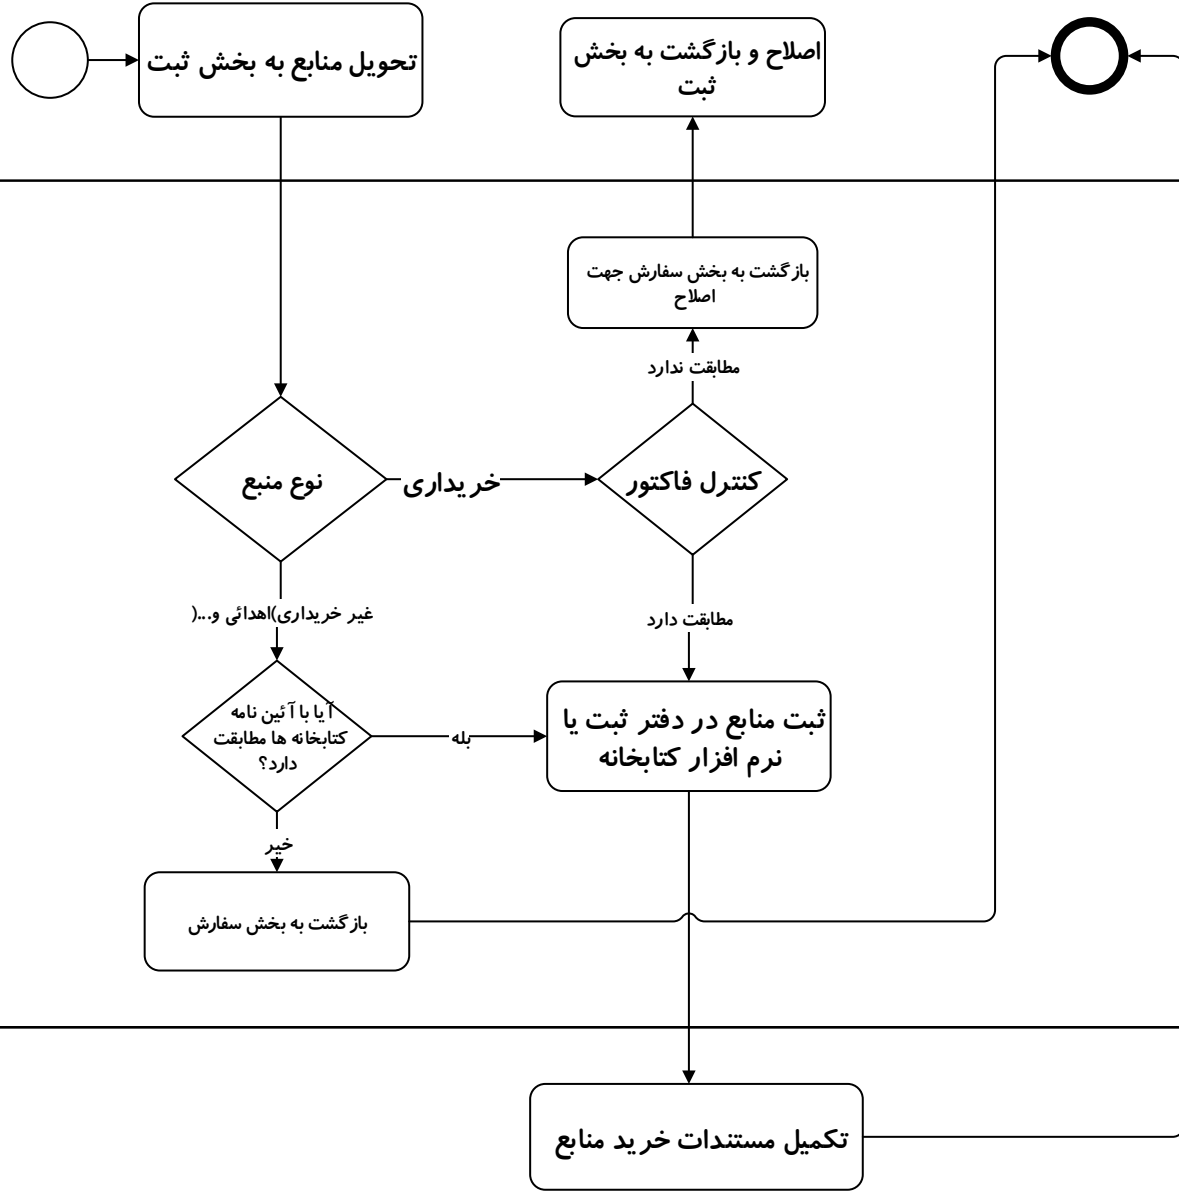 تحویل منابع به بخش ثبت
اصلاح و بازگشت به بخش
ثبت
بازگشت به بخش سفارش جهت
اصلاح
مطابقت ندارد
نوع منبع
خریداری
کنترل فاکتور
غیر خریداری)اهدائی و...(
مطابقت دارد
آیا با آئین نامه
کتابخانه ها مطابقت
دارد؟
بله
ثبت منابع در دفتر ثبت یا
نرم افزار کتابخانه
خیر
بازگشت به بخش سفارش
تکمیل مستندات خرید منابع